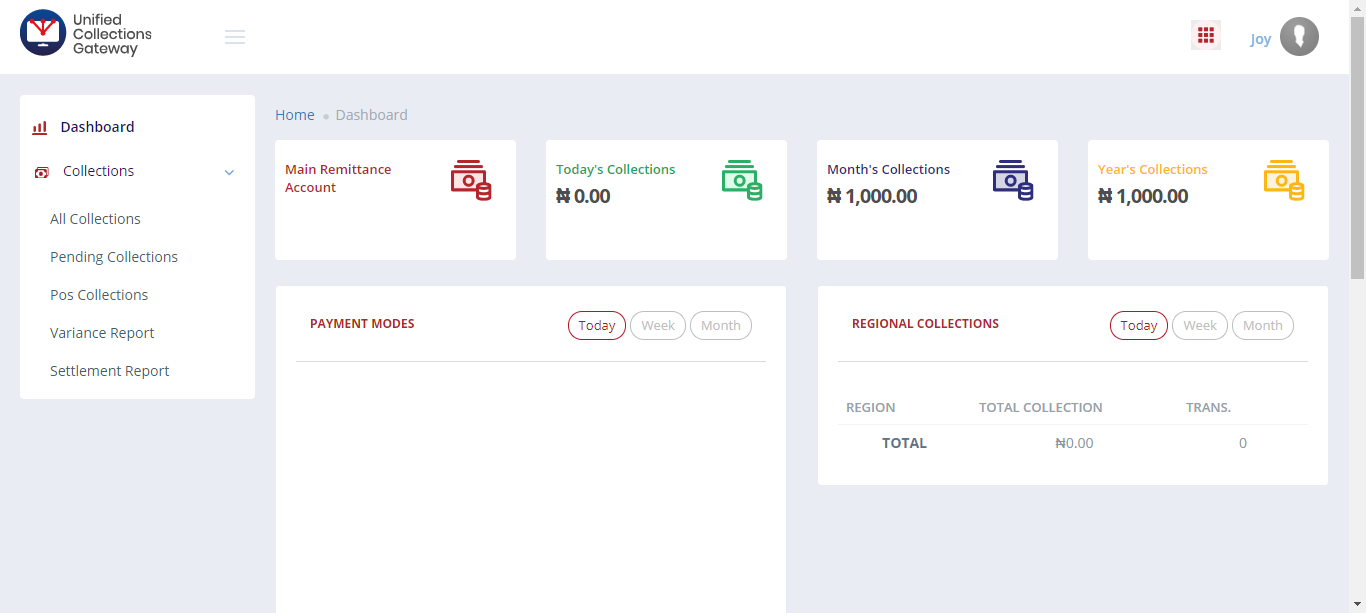 Unified
Collections
Gateway
Joy
Dashboard
Collections
All Collections
Pending Collections
Pos Collections
Variance Report
Settlement Report
Home Dashboard
Main Remittance
Account
Today's Collections
₦ 0.00
Month's Collections
₦ 1,000.00
Year's Collections
₦ 1,000.00
PAYMENT MODES
Today Week Month
REGIONAL COLLECTIONS
Today Week Month
REGION TOTAL COLLECTION TRANS.
TOTAL ₦0.00 0